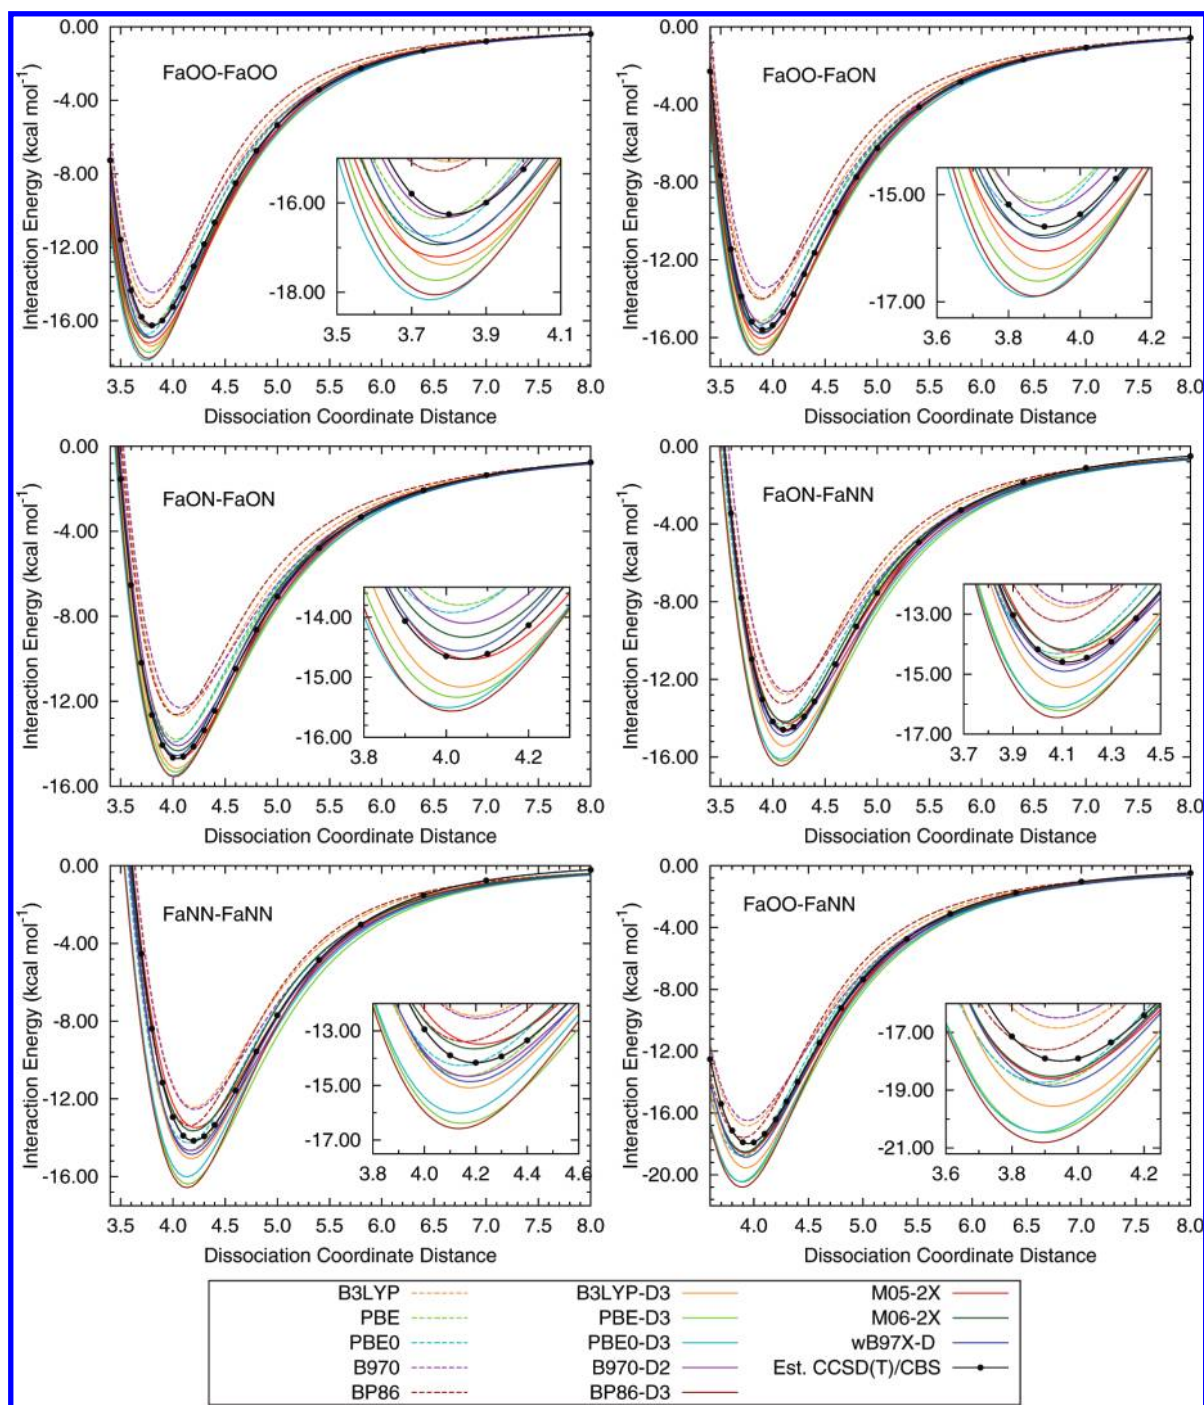 Interaction Energy (kcal mol⁻¹)
0.00
-4.00
-8.00
-12.00
-16.00
FaOO-FaOO
-16.00
-18.00
3.5 3.7 3.9 4.1
3.5 4.0 4.5 5.0 5.5 6.0 6.5 7.0 7.5 8.0
Dissociation Coordinate Distance
Interaction Energy (kcal mol⁻¹)
0.00
-4.00
-8.00
-12.00
-16.00
FaOO-FaON
-15.00
-17.00
3.6 3.8 4.0 4.2
3.5 4.0 4.5 5.0 5.5 6.0 6.5 7.0 7.5 8.0
Dissociation Coordinate Distance
Interaction Energy (kcal mol⁻¹)
0.00
-4.00
-8.00
-12.00
-16.00
FaON-FaON
-14.00
-15.00
-16.00
3.8 4.0 4.2
3.5 4.0 4.5 5.0 5.5 6.0 6.5 7.0 7.5 8.0
Dissociation Coordinate Distance
Interaction Energy (kcal mol⁻¹)
0.00
-4.00
-8.00
-12.00
-16.00
FaON-FaNN
-13.00
-15.00
-17.00
3.7 3.9 4.1 4.3 4.5
3.5 4.0 4.5 5.0 5.5 6.0 6.5 7.0 7.5 8.0
Dissociation Coordinate Distance
Interaction Energy (kcal mol⁻¹)
0.00
-4.00
-8.00
-12.00
-16.00
FaNN-FaNN
-13.00
-15.00
-17.00
3.8 4.0 4.2 4.4 4.6
3.5 4.0 4.5 5.0 5.5 6.0 6.5 7.0 7.5 8.0
Dissociation Coordinate Distance
Interaction Energy (kcal mol⁻¹)
0.00
-4.00
-8.00
-12.00
-16.00
-20.00
FaOO-FaNN
-17.00
-19.00
-21.00
3.6 3.8 4.0 4.2
4.0 4.5 5.0 5.5 6.0 6.5 7.0 7.5 8.0
Dissociation Coordinate Distance
B3LYP B3LYP-D3 M05-2X
PBE PBE-D3 M06-2X
PBE0 PBE0-D3 wB97X-D
B970 B970-D2 Est. CCSD(T)/CBS
BP86 BP86-D3